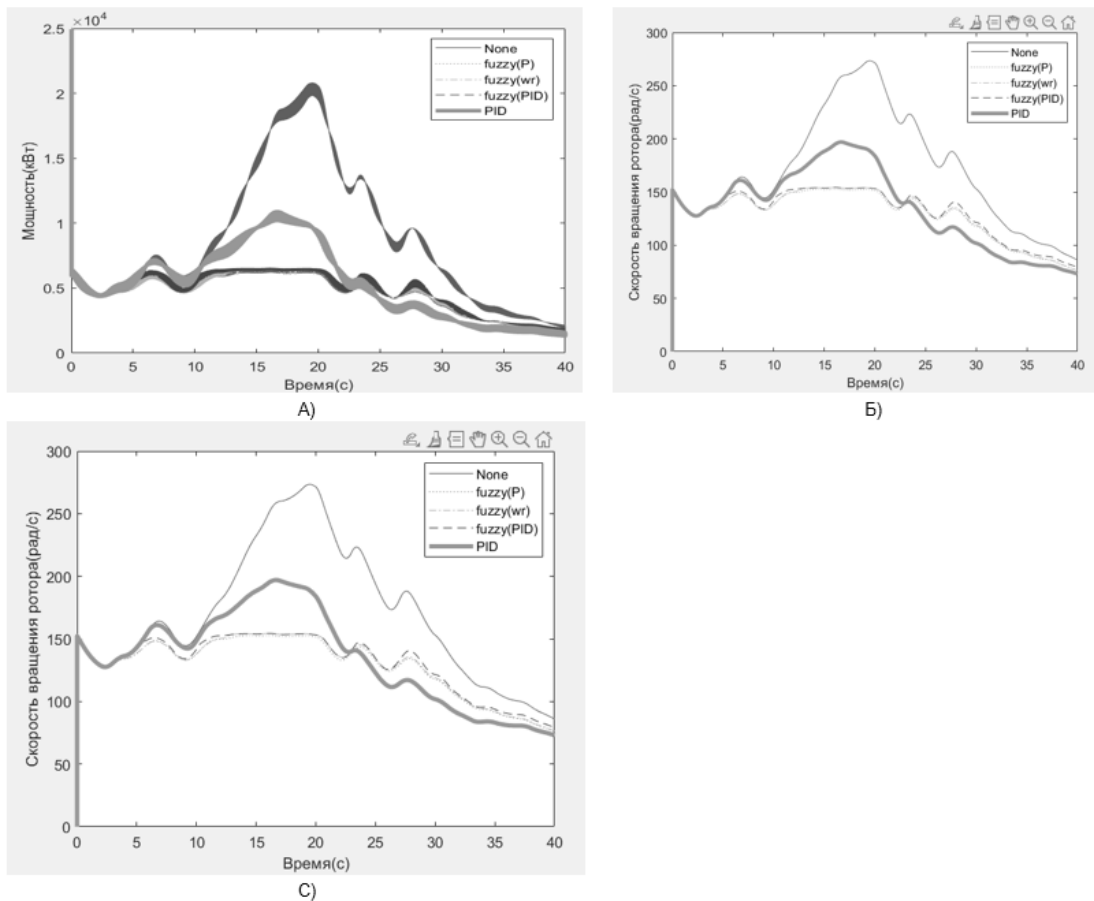 ×10⁴
2.5
2
1.5
1
0.5
0
Мощность(кВт)
None
fuzzy(P)
fuzzy(wr)
fuzzy(PID)
PID
0 5 10 15 20 25 30 35 40
Время(с)
А)
300
250
200
150
100
50
0
Скорость вращения ротора(рад/с)
None
fuzzy(P)
fuzzy(wr)
fuzzy(PID)
PID
0 5 10 15 20 25 30 35 40
Время(с)
Б)
300
250
200
150
100
50
0
Скорость вращения ротора(рад/с)
None
fuzzy(P)
fuzzy(wr)
fuzzy(PID)
PID
0 5 10 15 20 25 30 35 40
Время(с)
С)